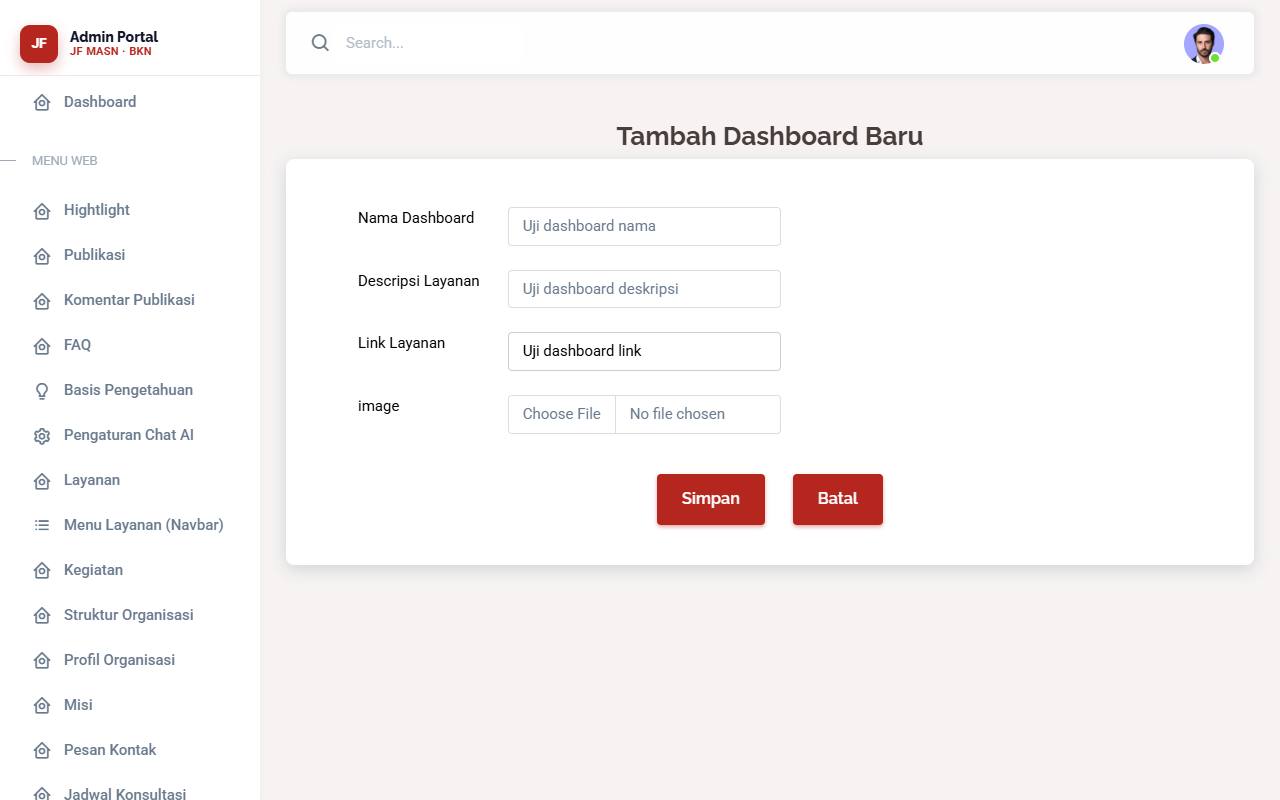 JF
Admin Portal
JF MASN · BKN
Search...
Dashboard
MENU WEB
Hightlight
Publikasi
Komentar Publikasi
FAQ
Basis Pengetahuan
Pengaturan Chat AI
Layanan
Menu Layanan (Navbar)
Kegiatan
Struktur Organisasi
Profil Organisasi
Misi
Pesan Kontak
Jadwal Konsultasi
Tambah Dashboard Baru
Nama Dashboard
Uji dashboard nama
Descripsi Layanan
Uji dashboard deskripsi
Link Layanan
Uji dashboard link
image
Choose File No file chosen
Simpan Batal